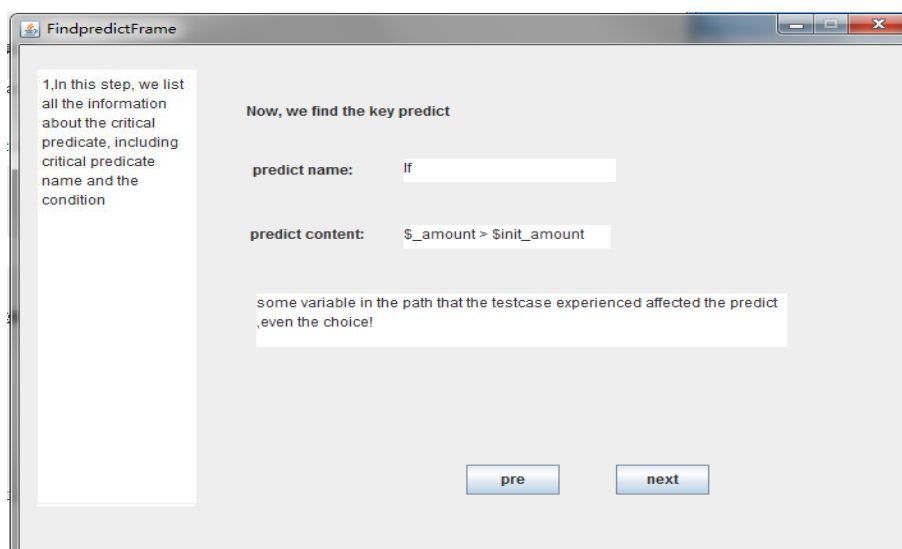 FindpredictFrame
1,In this step, we list
all the information
about the critical
predicate, including
critical predicate
name and the
condition
Now, we find the key predict
predict name: If
predict content: $_amount > $init_amount
some variable in the path that the testcase experienced affected the predict
,even the choice!
pre next